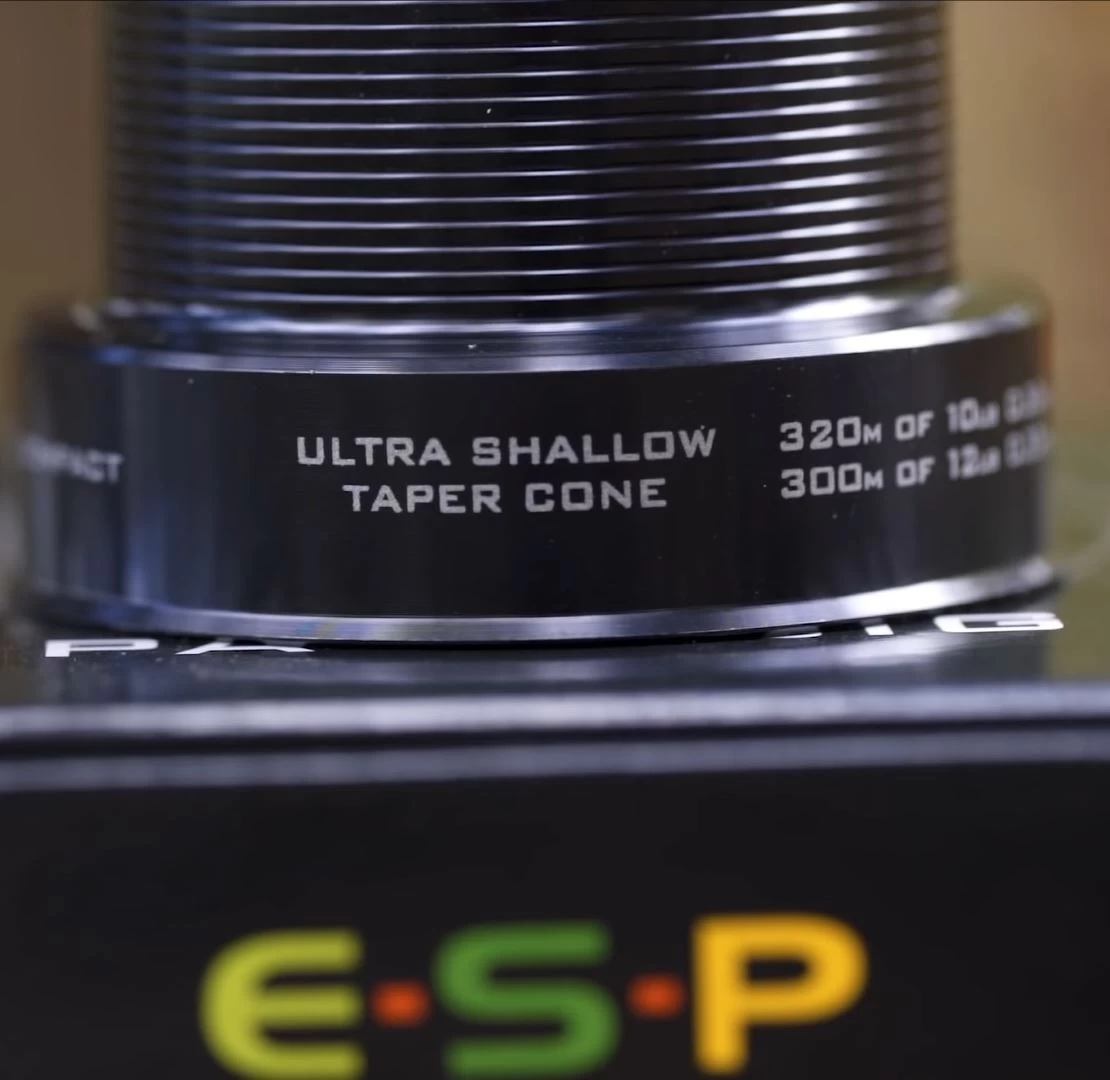 ULTRA SHALLOW
TAPER CONE
320M OF 10LB
300M OF 12LB
E·S·P